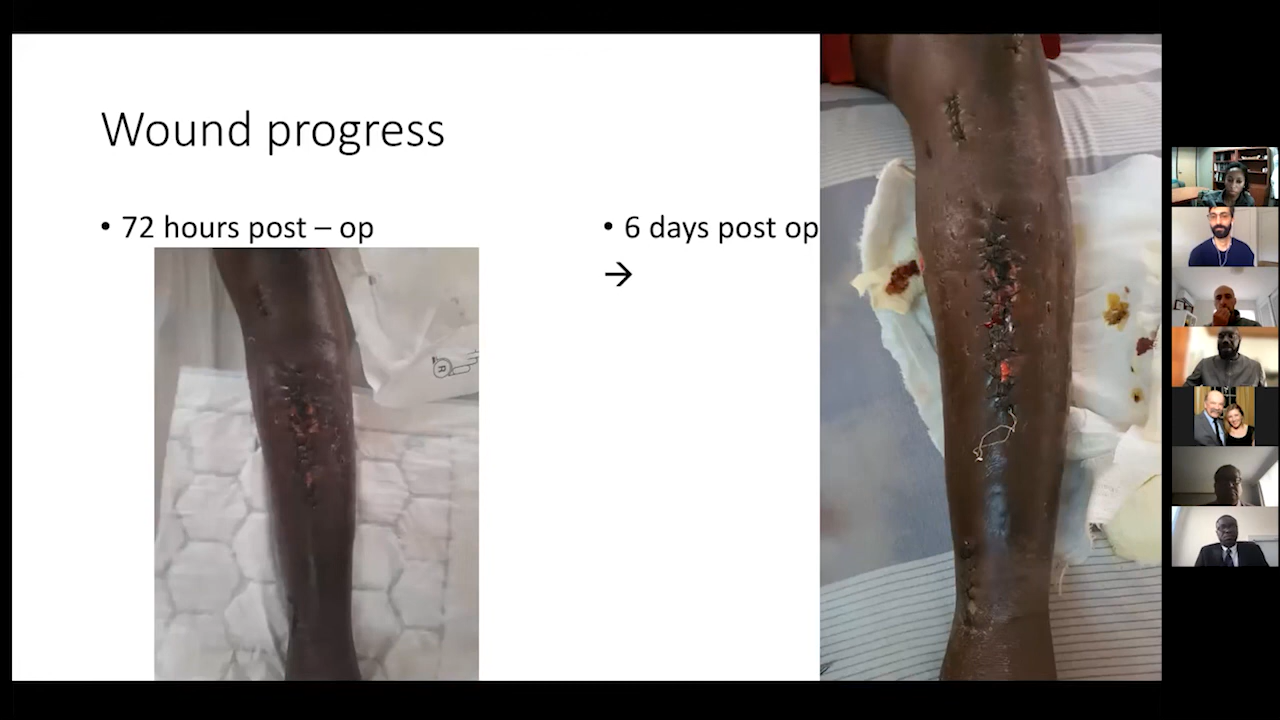 Wound progress
• 72 hours post – op
• 6 days post op
→